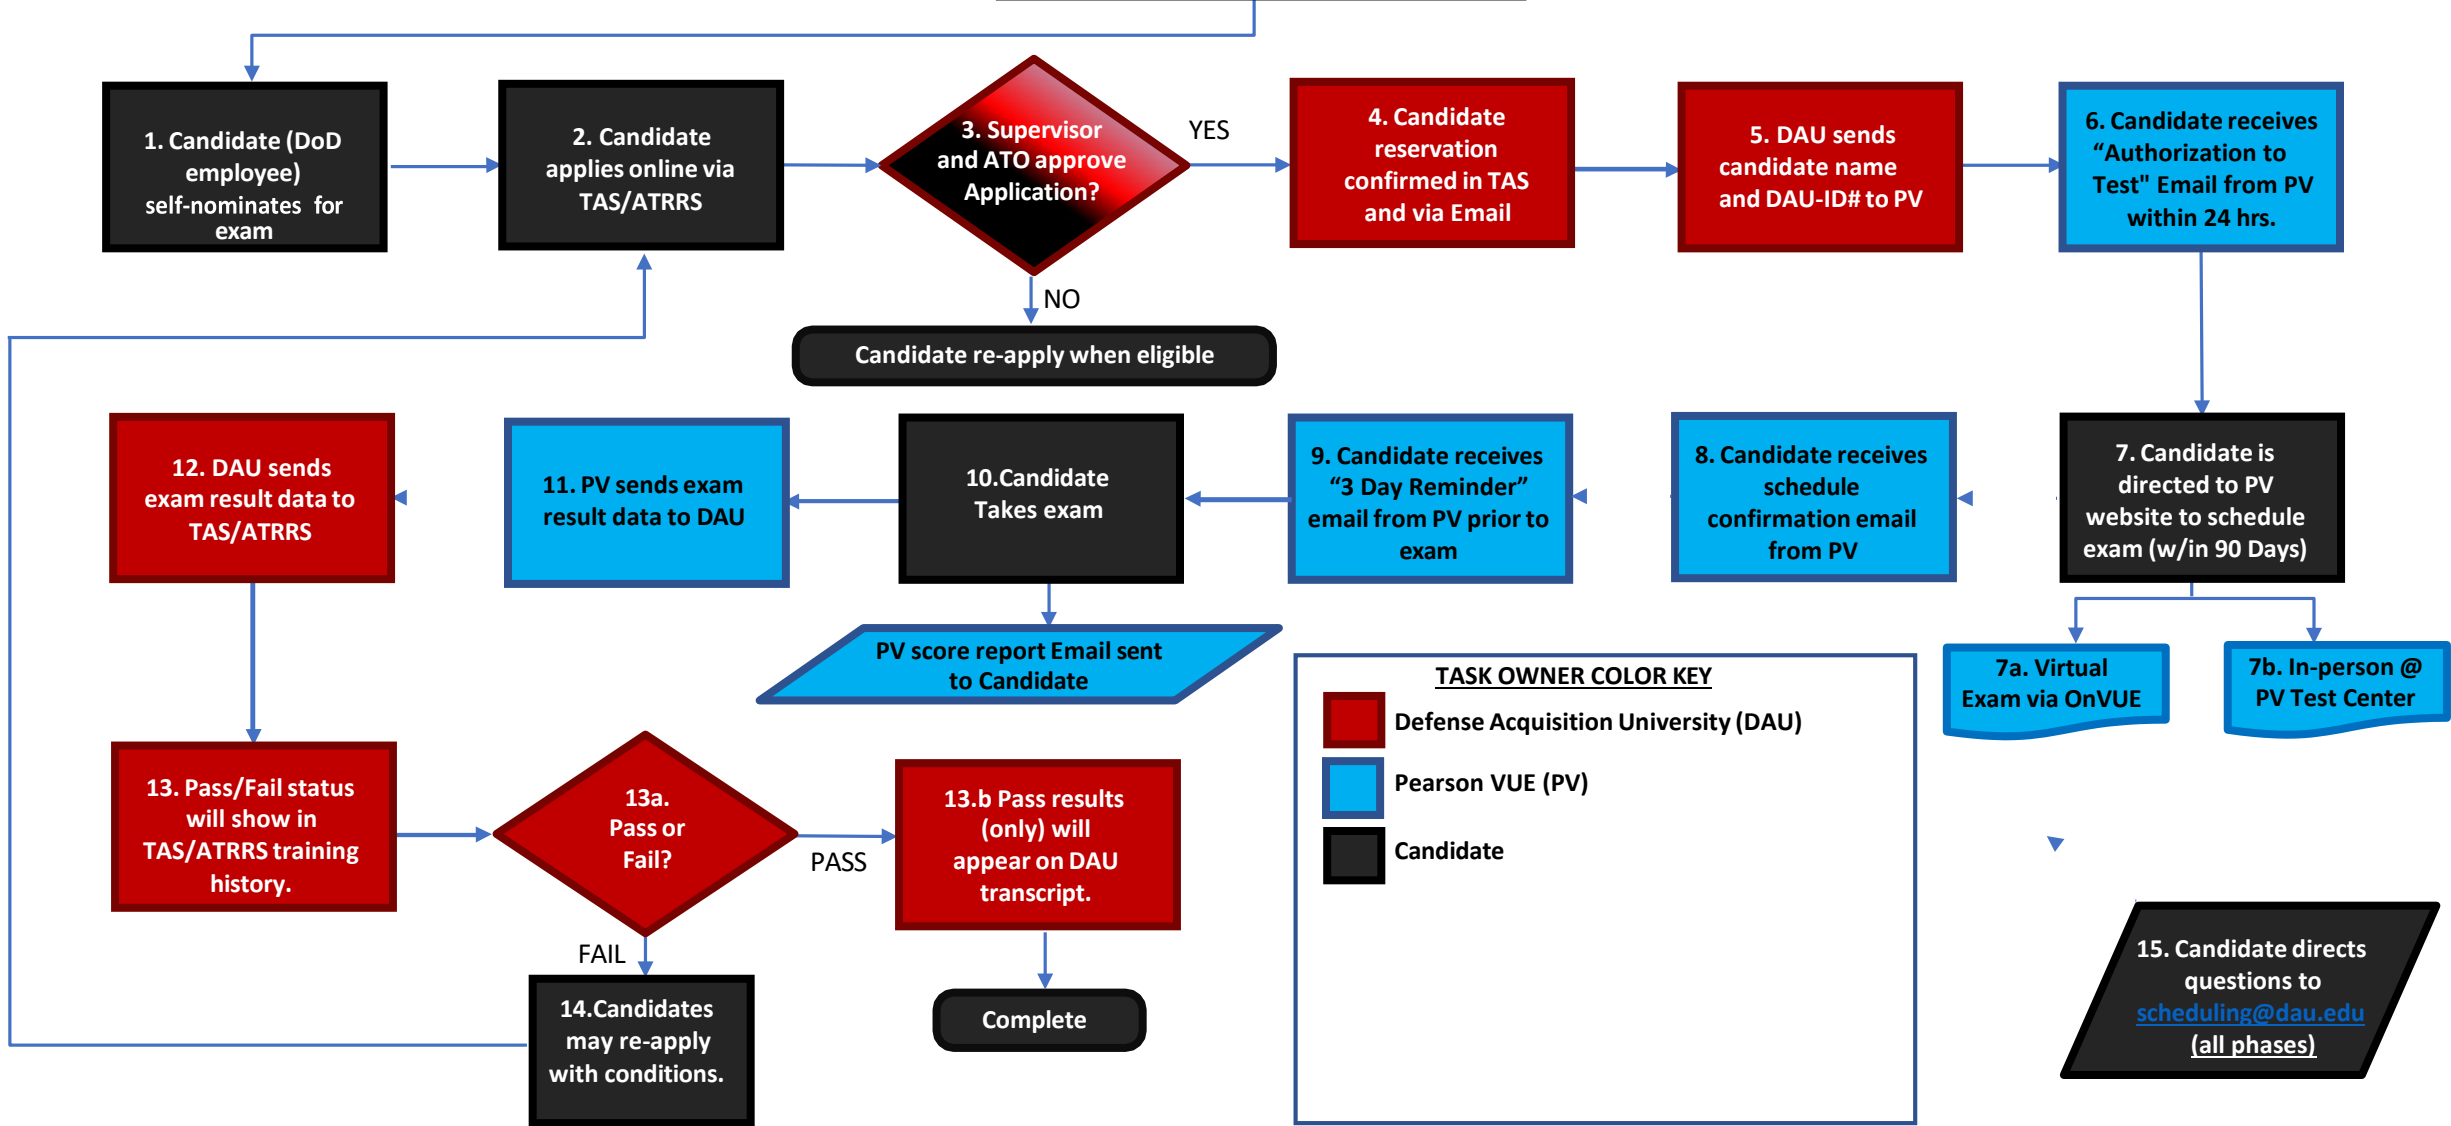 1. Candidate (DoD
employee)
self-nominates for
exam
2. Candidate
applies online via
TAS/ATRRS
3. Supervisor
and ATO approve
Application?
YES
NO
4. Candidate
reservation
confirmed in TAS
and via Email
5. DAU sends
candidate name
and DAU-ID# to PV
6. Candidate receives
“Authorization to
Test" Email from PV
within 24 hrs.
Candidate re-apply when eligible
12. DAU sends
exam result data to
TAS/ATRRS
11. PV sends exam
result data to DAU
10.Candidate
Takes exam
9. Candidate receives
“3 Day Reminder”
email from PV prior to
exam
8. Candidate receives
schedule
confirmation email
from PV
7. Candidate is
directed to PV
website to schedule
exam (w/in 90 Days)
PV score report Email sent
to Candidate
7a. Virtual
Exam via OnVUE
7b. In-person @
PV Test Center
TASK OWNER COLOR KEY
Defense Acquisition University (DAU)
Pearson VUE (PV)
Candidate
13. Pass/Fail status
will show in
TAS/ATRRS training
history.
13a.
Pass or
Fail?
PASS
FAIL
13.b Pass results
(only) will
appear on DAU
transcript.
14.Candidates
may re-apply
with conditions.
Complete
15. Candidate directs
questions to
scheduling@dau.edu
(all phases)